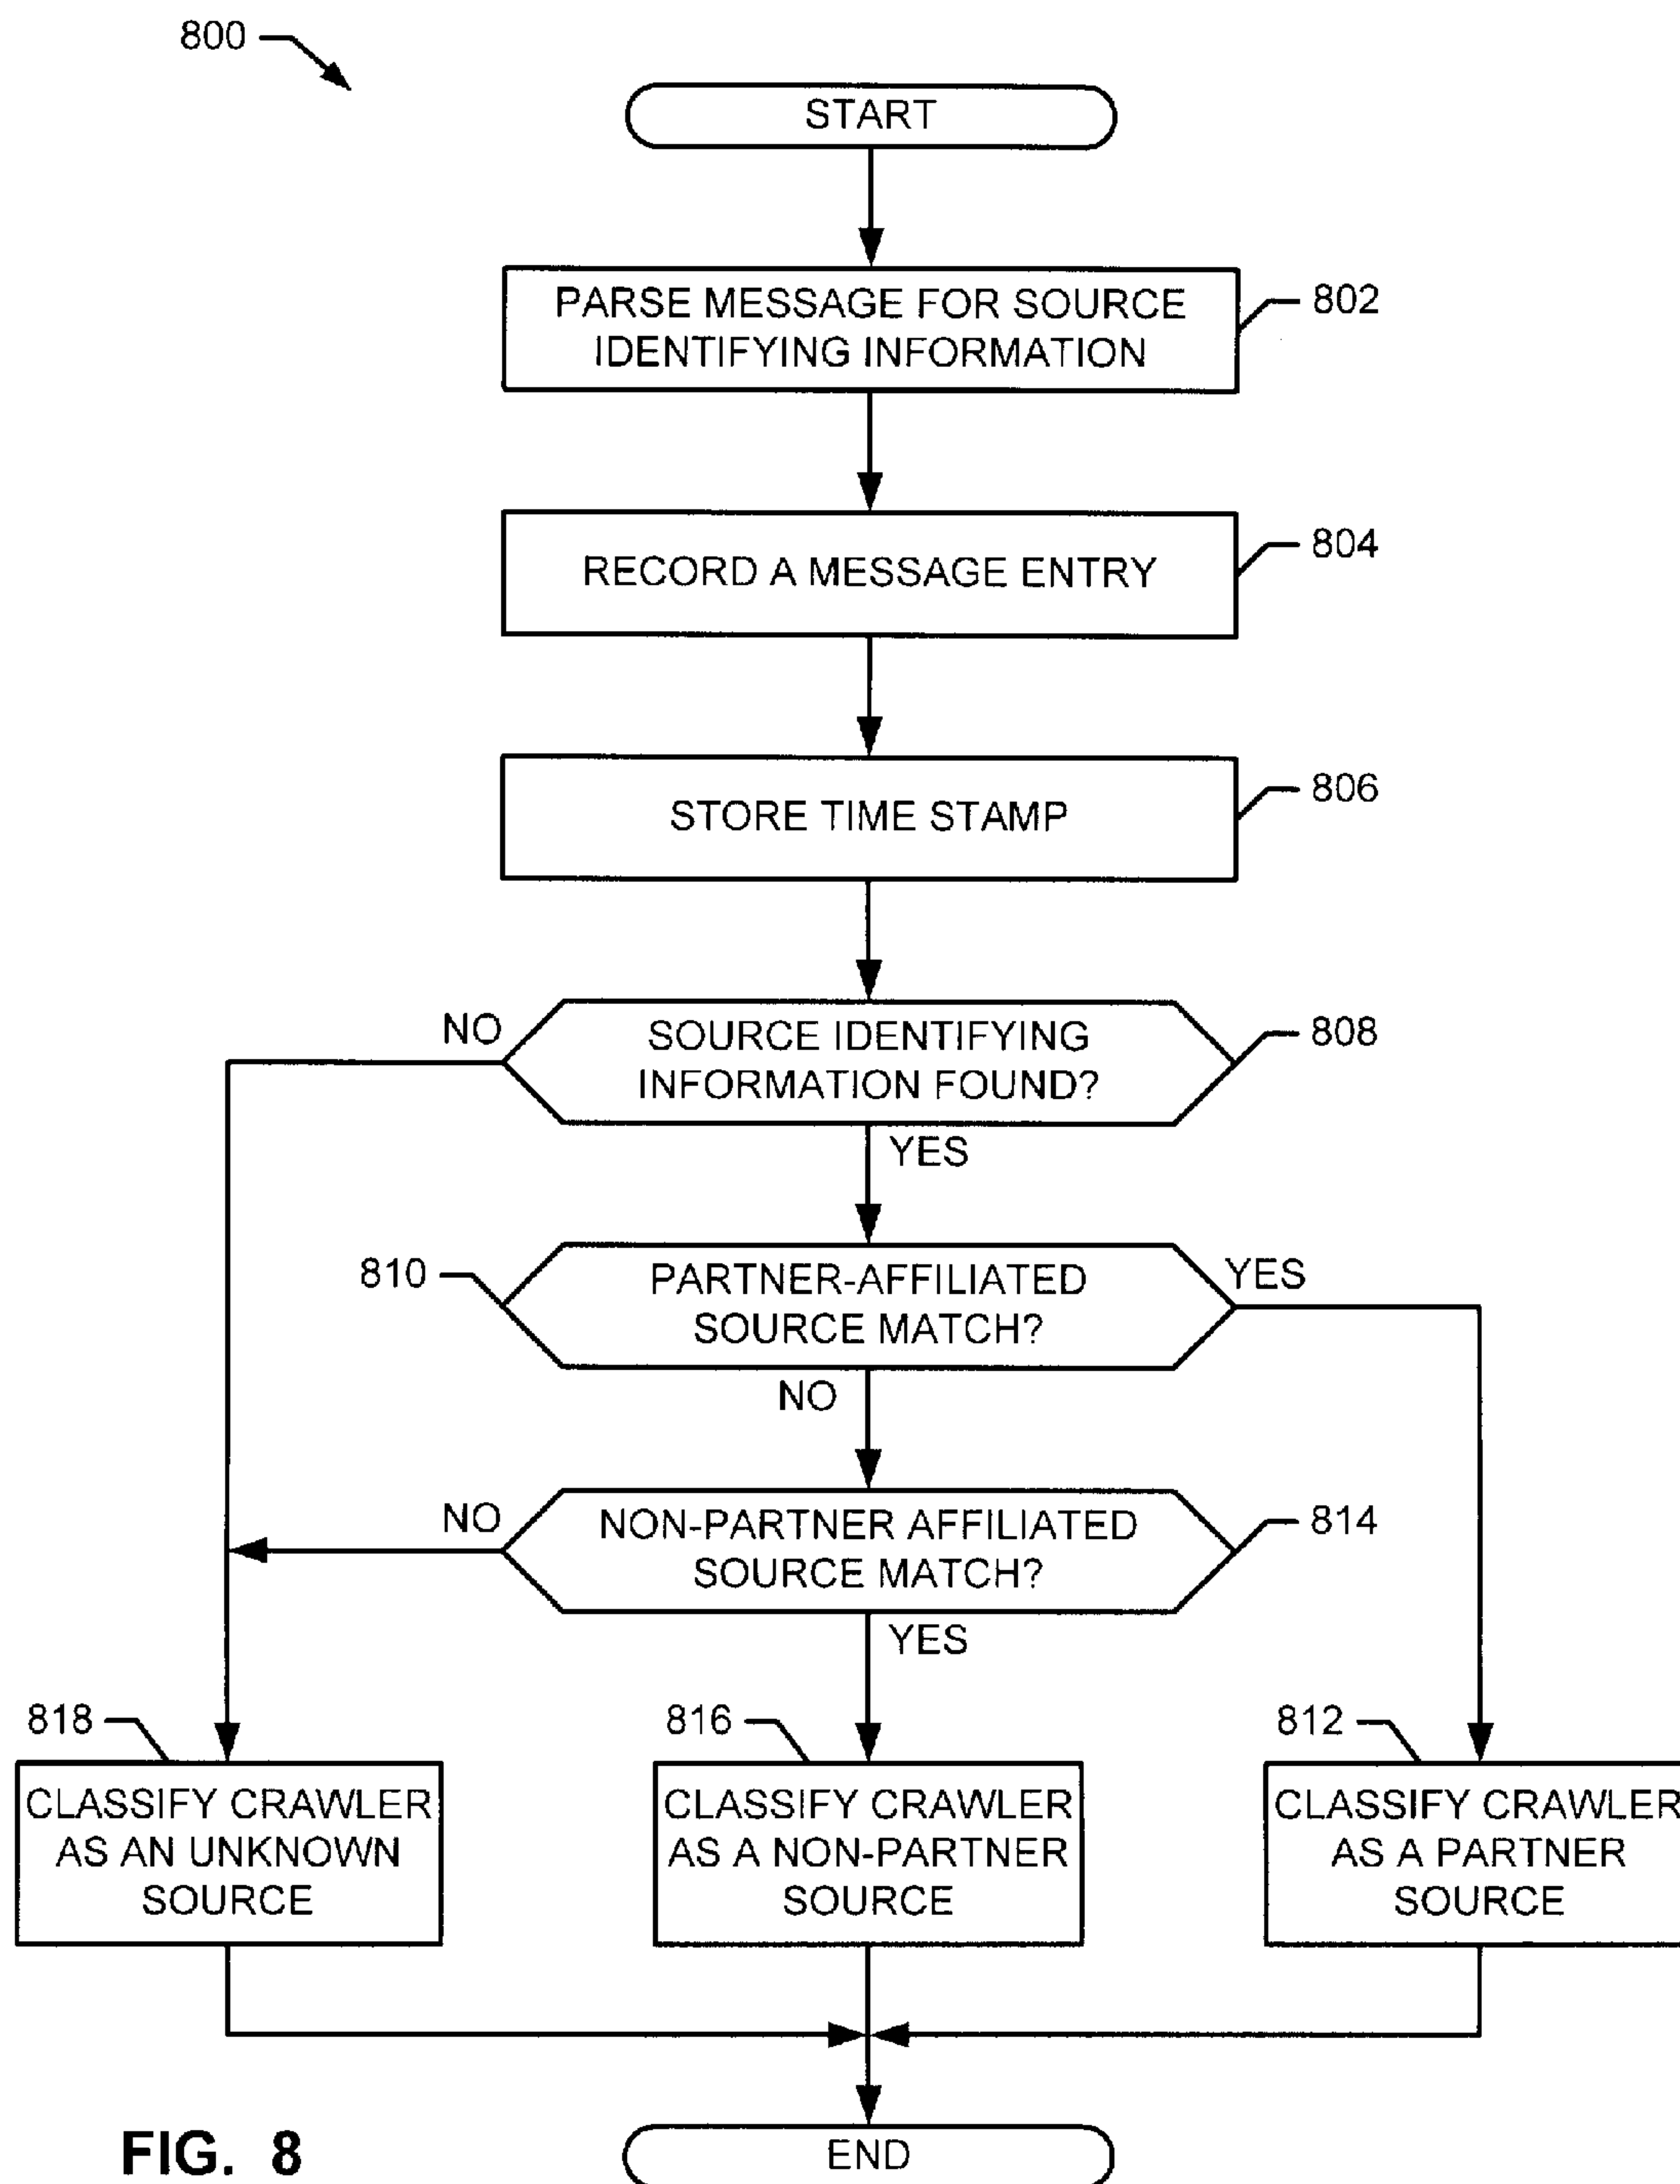 800
START
PARSE MESSAGE FOR SOURCE
IDENTIFYING INFORMATION
802
RECORD A MESSAGE ENTRY
804
STORE TIME STAMP
806
NO
SOURCE IDENTIFYING
INFORMATION FOUND?
808
YES
810
PARTNER-AFFILIATED
SOURCE MATCH?
YES
NO
NO
NON-PARTNER AFFILIATED
SOURCE MATCH?
814
YES
818
CLASSIFY CRAWLER
AS AN UNKNOWN
SOURCE
816
CLASSIFY CRAWLER
AS A NON-PARTNER
SOURCE
812
CLASSIFY CRAWLER
AS A PARTNER
SOURCE
END
FIG. 8